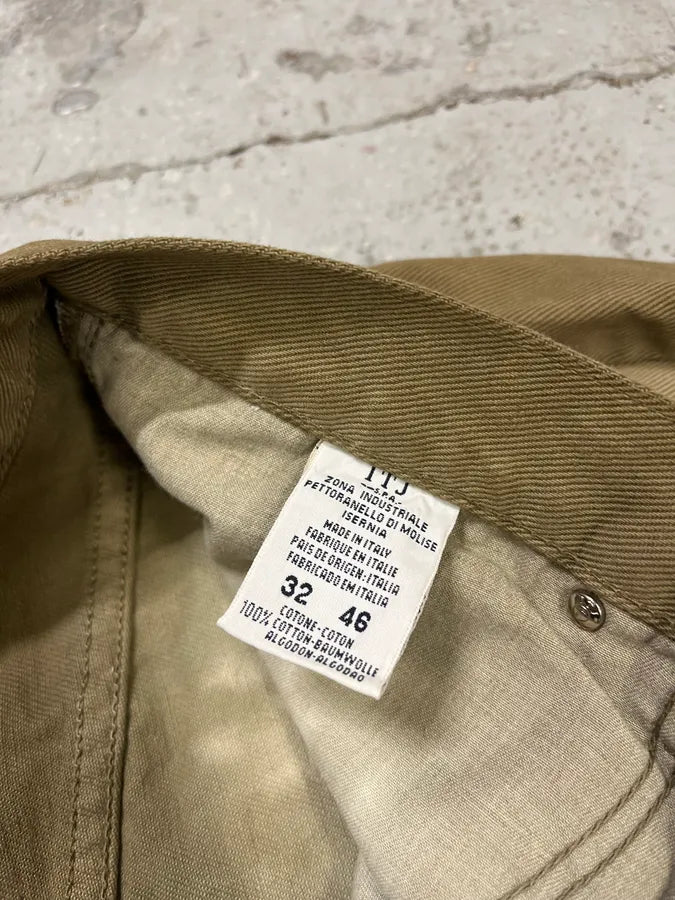 ITJ
S.P.A.
ZONA INDUSTRIALE
PETTORANELLO DI MOLISE
ISERNIA
MADE IN ITALY
FABRIQUE EN ITALIE
PAIS DE ORIGEN:ITALIA
FABRICADO EM ITALIA
32 46
COTONE-COTON
100% COTTON-BAUMWOLLE
ALGODON-ALGODAO